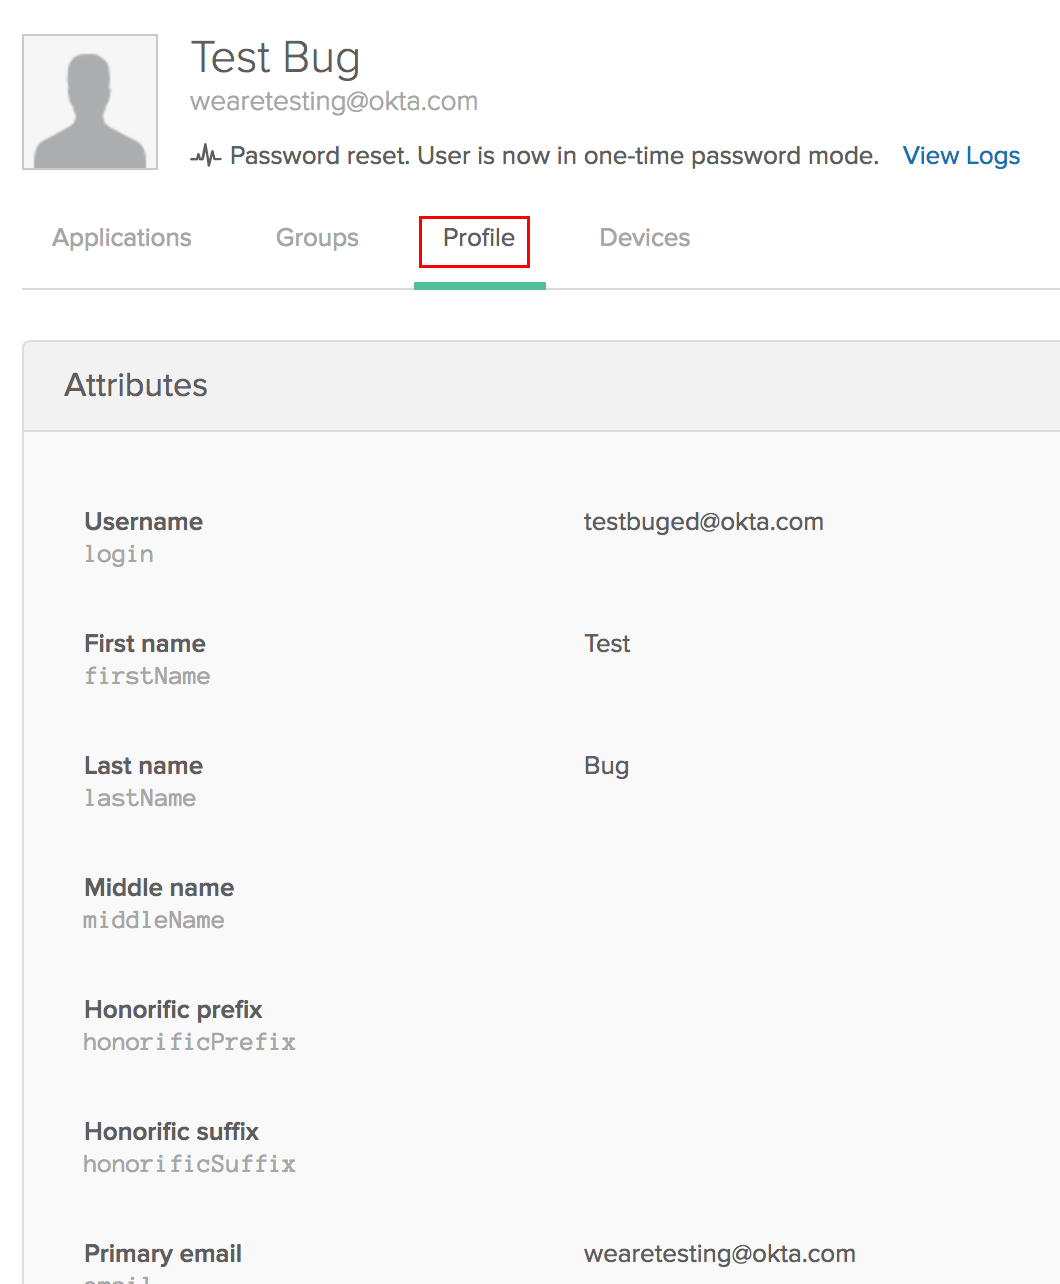 Test Bug
wearetesting@okta.com
Password reset. User is now in one-time password mode. View Logs
Applications Groups Profile Devices
Attributes
Username testbuged@okta.com
login
First name Test
firstName
Last name Bug
lastName
Middle name
middleName
Honorific prefix
honorificPrefix
Honorific suffix
honorificSuffix
Primary email wearetesting@okta.com
email